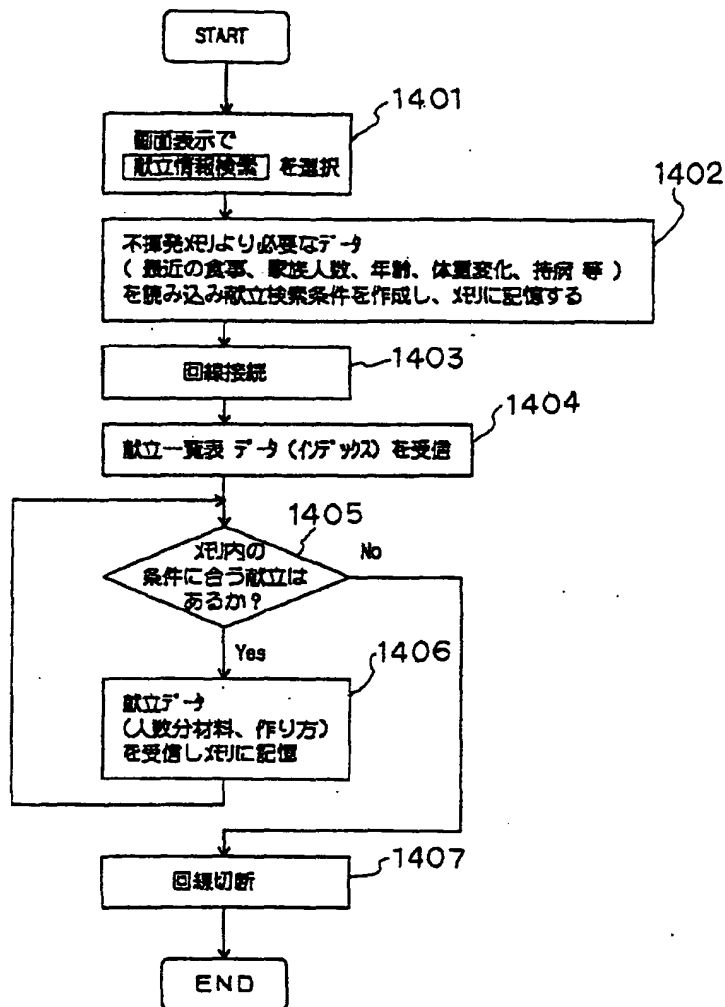 START
1401
画面表示で
献立情報検索 を選択
1402
不揮発メモリより必要なデータ
( 最近の食事、家族人数、年齢、体重変化、持病 等 )
を読み込み献立検索条件を作成し、メモリに記憶する
1403
回線接続
1404
献立一覧表 データ (インデックス) を受信
1405
メモリ内の
条件に合う献立は
あるか?
No
Yes
1406
献立データ
(人数分材料、作り方)
を受信しメモリに記憶
1407
回線切断
END